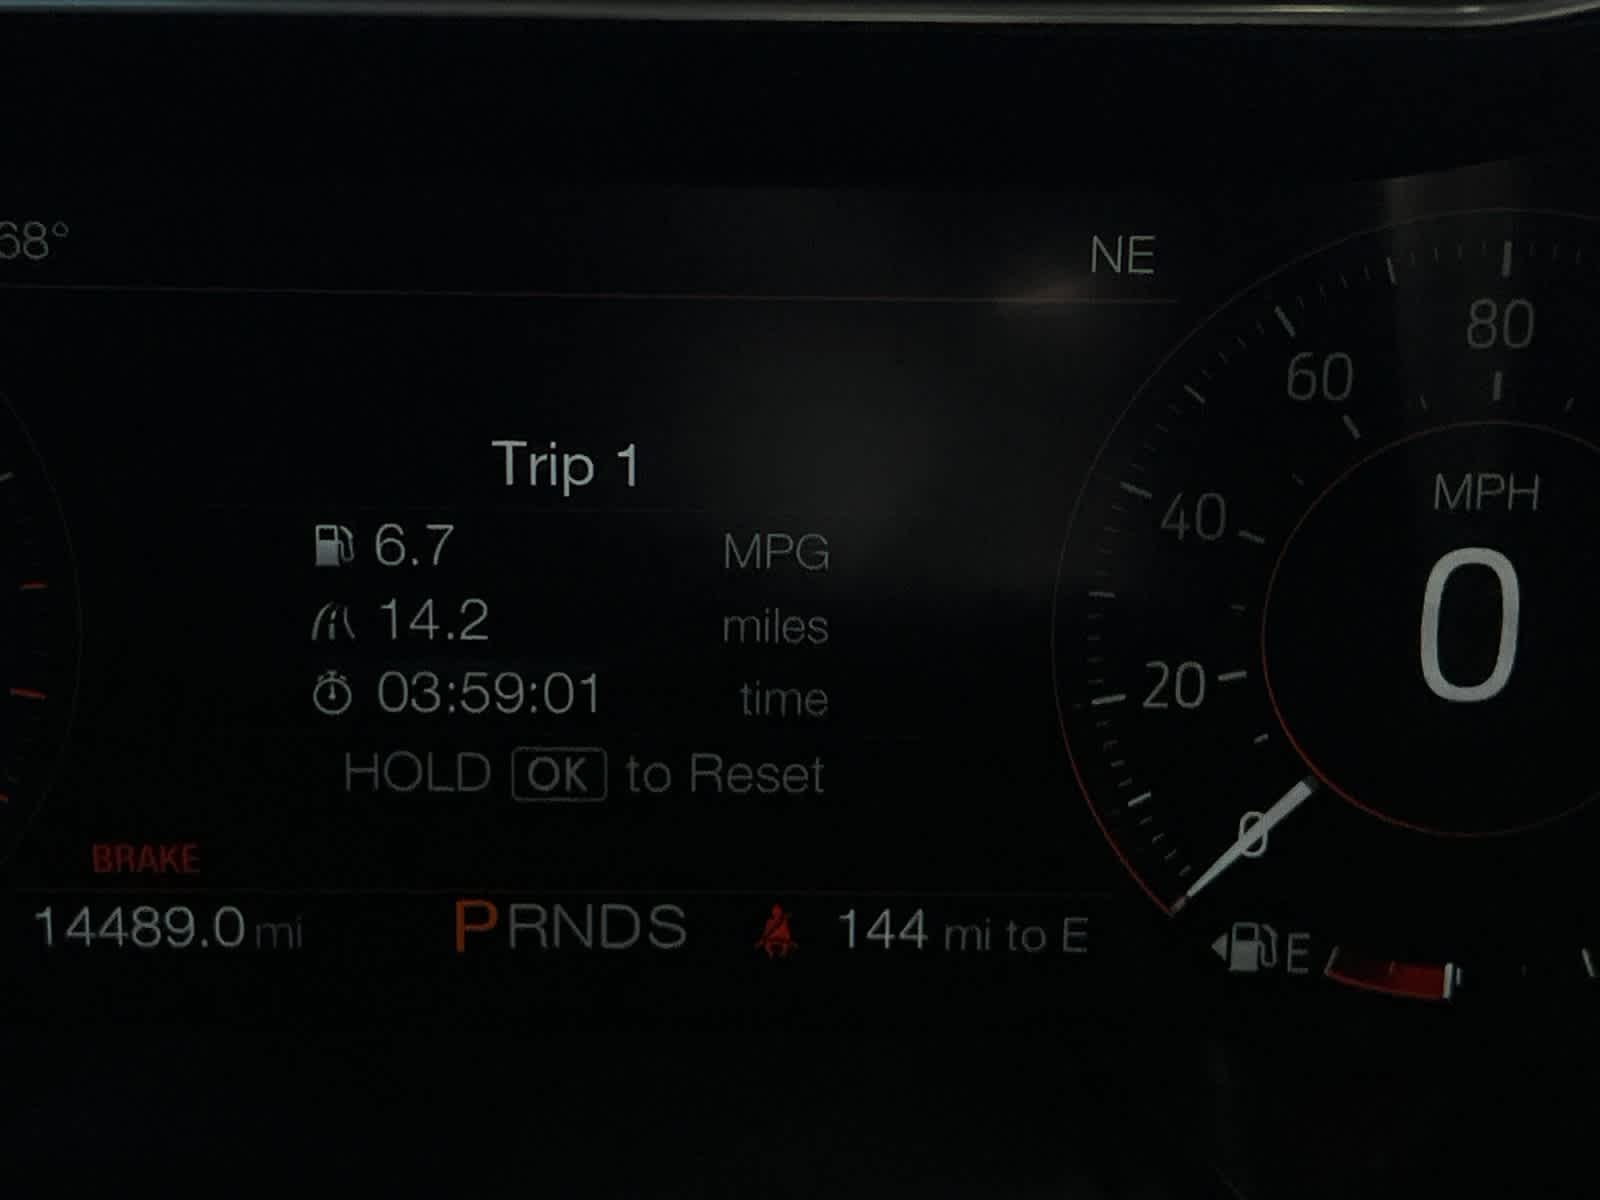 68°
NE
80
60
Trip 1
MPH
40
6.7 MPG
0
14.2 miles
20
03:59:01 time
HOLD OK to Reset
0
BRAKE
14489.0 mi PRNDS 144 mi to E
E